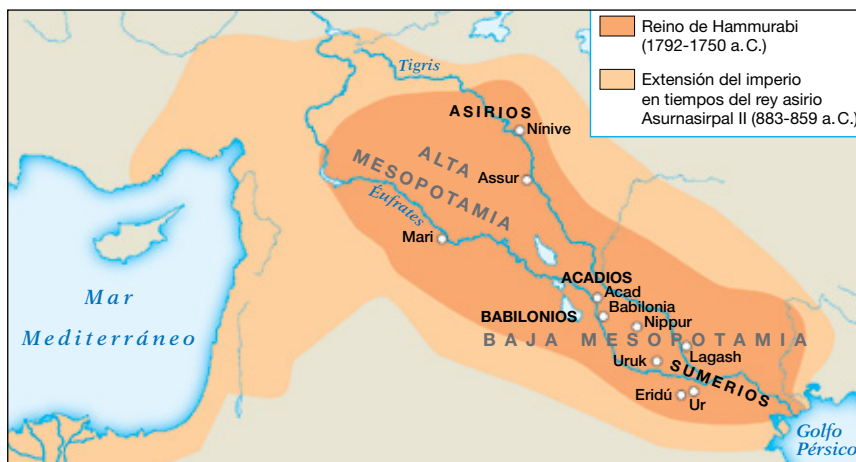 Reino de Hammurabi
(1792-1750 a. C.)
Extensión del imperio
en tiempos del rey asirio
Asurnasirpal II (883-859 a. C.)
Tigris
ASIRIOS
Nínive
ALTA
MESOPOTAMIA
Assur
Éufrates
Mari
ACADIOS
Acad
BABILONIOS
Babilonia
Nippur
BAJA MESOPOTAMIA
Lagash
Uruk
SUMERIOS
Eridú
Ur
Mar
Mediterráneo
Golfo
Pérsico